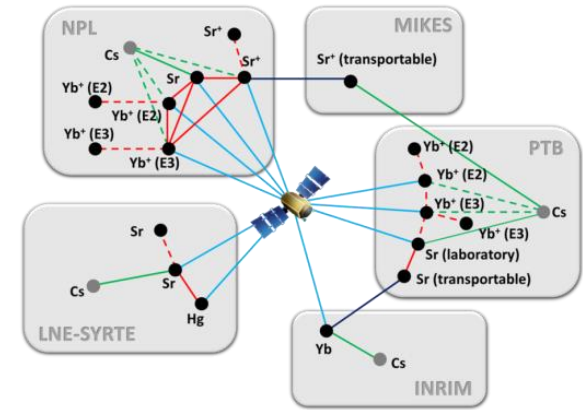 NPL
Sr⁺
Cs
Sr
Sr⁺
Yb⁺ (E2)
Yb⁺ (E2)
Yb⁺ (E3)
Yb⁺ (E3)
MIKES
Sr⁺ (transportable)
PTB
Yb⁺ (E2)
Yb⁺ (E2)
Yb⁺ (E3)
Cs
Yb⁺ (E3)
Sr (laboratory)
Sr (transportable)
Sr
Sr
Cs
Hg
LNE-SYRTE
Yb
Cs
INRIM